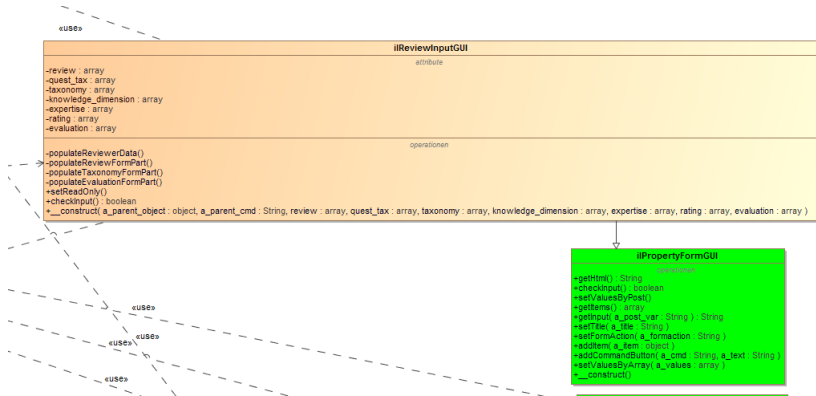 «use»
ilReviewInputGUI
attribute
-review : array
-quest_tax : array
-taxonomy : array
-knowledge_dimension : array
-expertise : array
-rating : array
-evaluation : array
operationen
-populateReviewerData()
-populateReviewFormPart()
-populateTaxonomyFormPart()
-populateEvaluationFormPart()
+setReadOnly()
+checkInput() : boolean
+__construct( a_parent_object : object, a_parent_cmd : String, review : array, quest_tax : array, taxonomy : array, knowledge_dimension : array, expertise : array, rating : array, evaluation : array )
ilPropertyFormGUI
operationen
+getHtml() : String
+checkInput() : boolean
+setValuesByPost()
+getItems() : array
+getInput( a_post_var : String ) : String
+setTitle( a_title : String )
+setFormAction( a_formaction : String )
+addItem( a_item : object )
+addCommandButton( a_cmd : String, a_text : String )
+setValuesByArray( a_values : array )
+__construct()
«use»
«use»
«use»
«use»